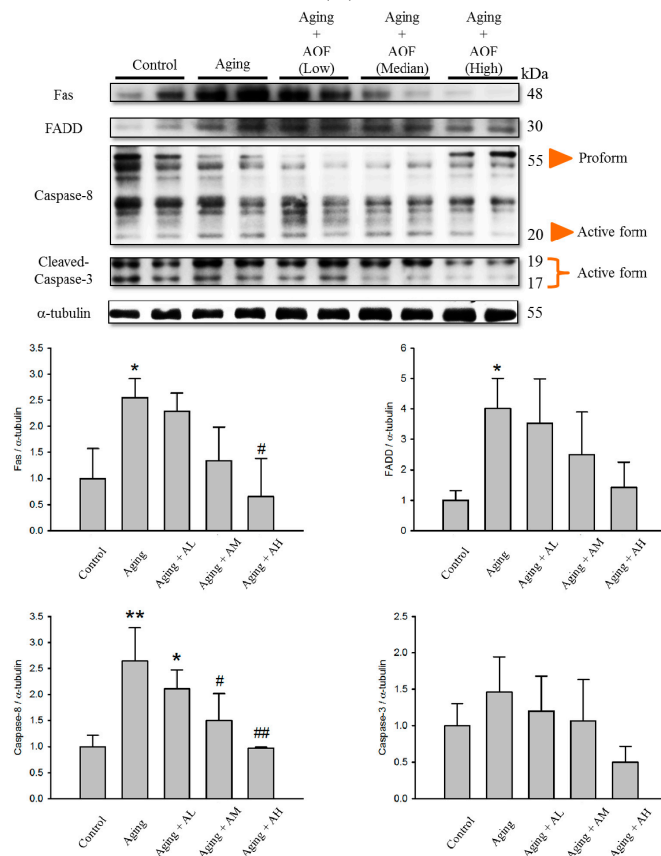 Aging Aging Aging
+ + +
Control Aging AOF AOF AOF
(Low) (Median) (High) kDa
Fas 48
FADD 30
55 Proform
Caspase-8
20 Active form
Cleaved- 19
Caspase-3 17 Active form
α-tubulin 55
Fas / α-tubulin
3.5
3.0
2.5
2.0
1.5
1.0
0.5
0.0
*
#
Control
Aging
Aging + AL
Aging + AM
Aging + AH
FADD / α-tubulin
6
5
4
3
2
1
0
*
Control
Aging
Aging + AL
Aging + AM
Aging + AH
Caspase-8 / α-tubulin
3.5
3.0
2.5
2.0
1.5
1.0
0.5
0.0
**
*
#
##
Control
Aging
Aging + AL
Aging + AM
Aging + AH
Caspase-3 / α-tubulin
3.0
2.5
2.0
1.5
1.0
0.5
0.0
Control
Aging
Aging + AL
Aging + AM
Aging + AH